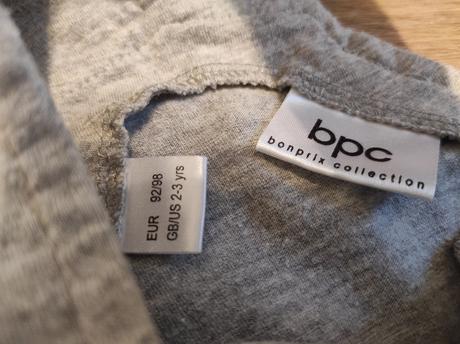 bpc
bonprix collection
EUR 92/98
GB/US 2-3 yrs